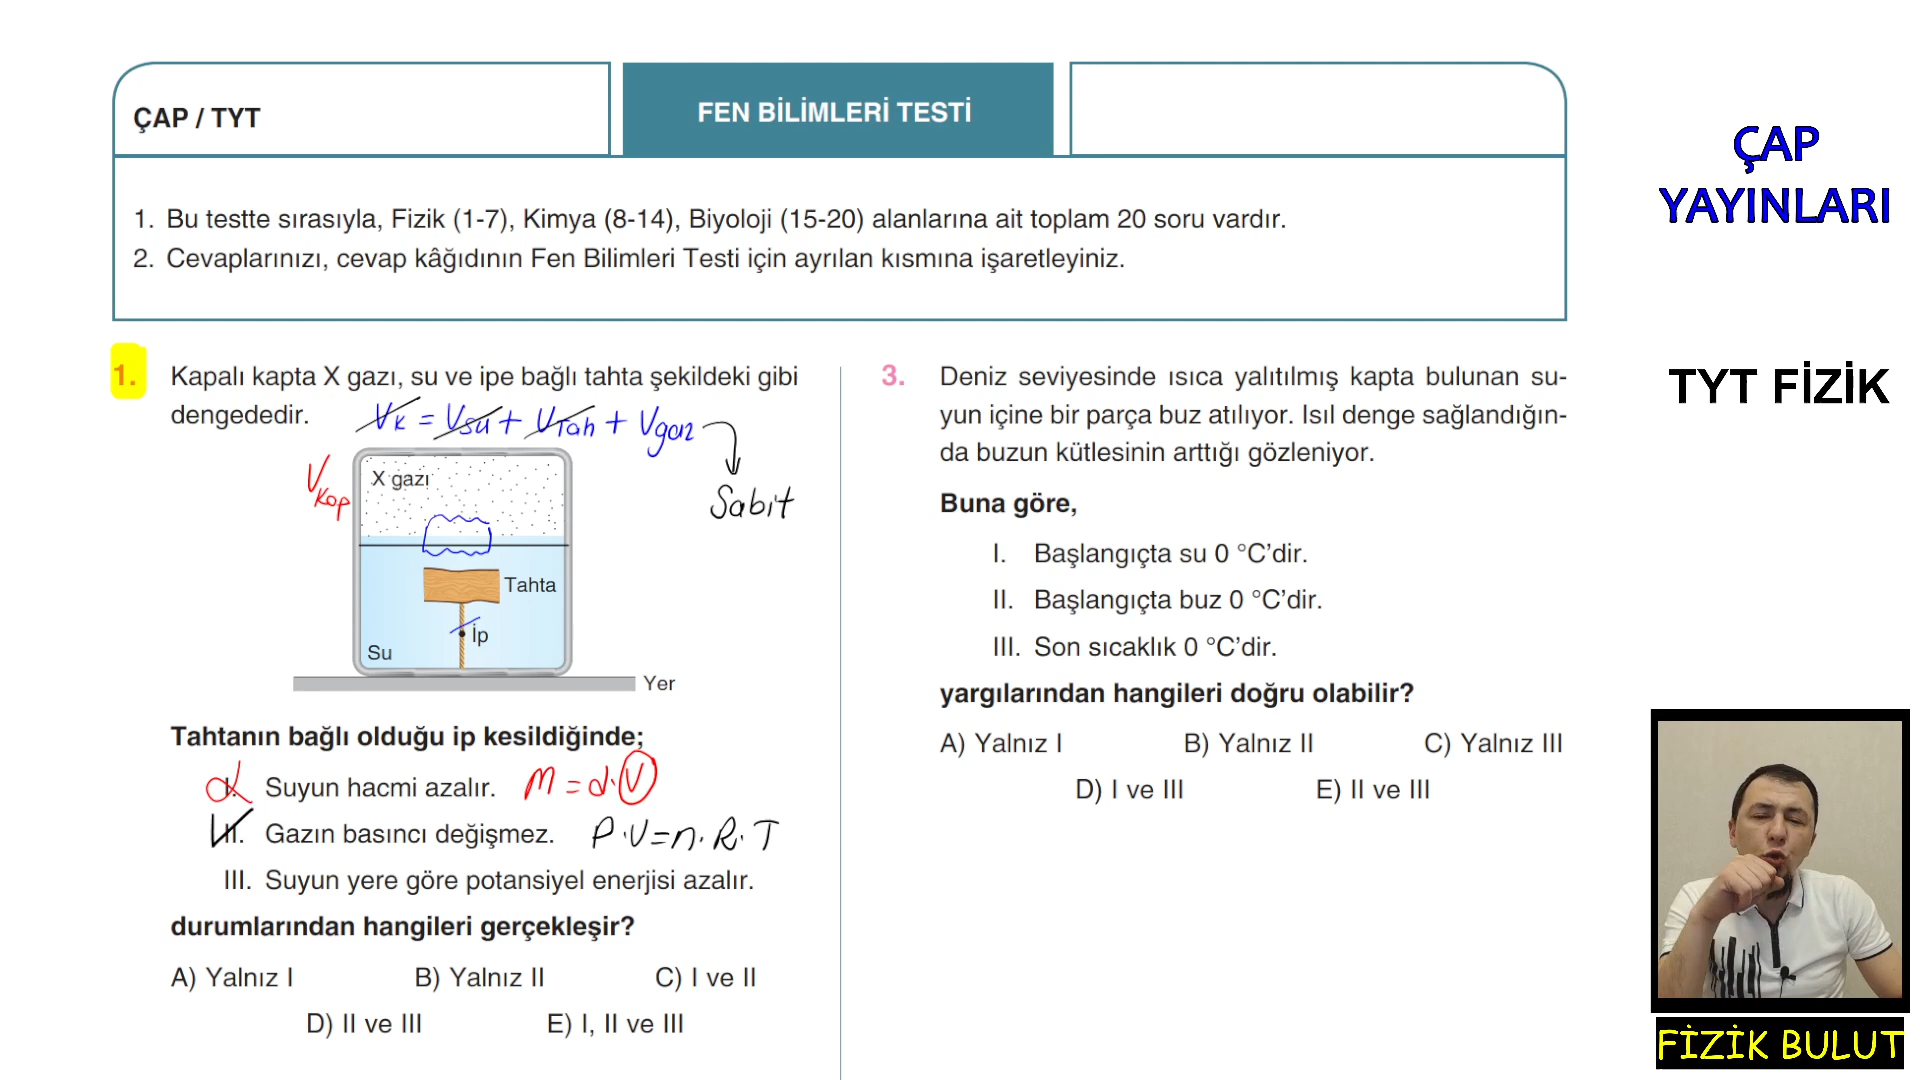 ÇAP / TYT
FEN BİLİMLERİ TESTİ
1. Bu testte sırasıyla, Fizik (1-7), Kimya (8-14), Biyoloji (15-20) alanlarına ait toplam 20 soru vardır.
2. Cevaplarınızı, cevap kâğıdının Fen Bilimleri Testi için ayrılan kısmına işaretleyiniz.
1. Kapalı kapta X gazı, su ve ipe bağlı tahta şekildeki gibi
dengededir.
VK = VSu + VTah + Vgaz
Sabit
VKap
X gazı
Tahta
İp
Su
Yer
Tahtanın bağlı olduğu ip kesildiğinde;
I. Suyun hacmi azalır. m = d.V
II. Gazın basıncı değişmez. P.V=n.R.T
III. Suyun yere göre potansiyel enerjisi azalır.
durumlarından hangileri gerçekleşir?
A) Yalnız I B) Yalnız II C) I ve II
D) II ve III E) I, II ve III
3. Deniz seviyesinde ısıca yalıtılmış kapta bulunan su-
yun içine bir parça buz atılıyor. Isıl denge sağlandığın-
da buzun kütlesinin arttığı gözleniyor.
Buna göre,
I. Başlangıçta su 0 °C'dir.
II. Başlangıçta buz 0 °C'dir.
III. Son sıcaklık 0 °C'dir.
yargılarından hangileri doğru olabilir?
A) Yalnız I B) Yalnız II C) Yalnız III
D) I ve III E) II ve III
ÇAP
YAYINLARI
TYT FİZİK
FİZİK BULUT